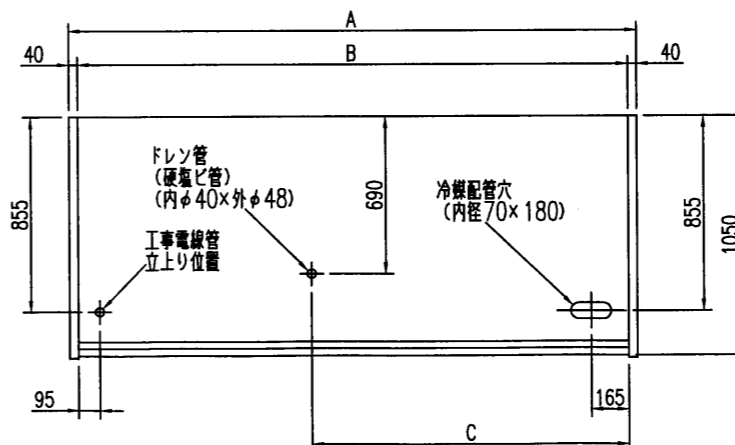 A
40
B
40
ドレン管
(硬塩ビ管)
(内φ40×外φ48)
690
冷媒配管穴
(内径70×180)
855
855
1050
工事電線管
立上り位置
95
165
C